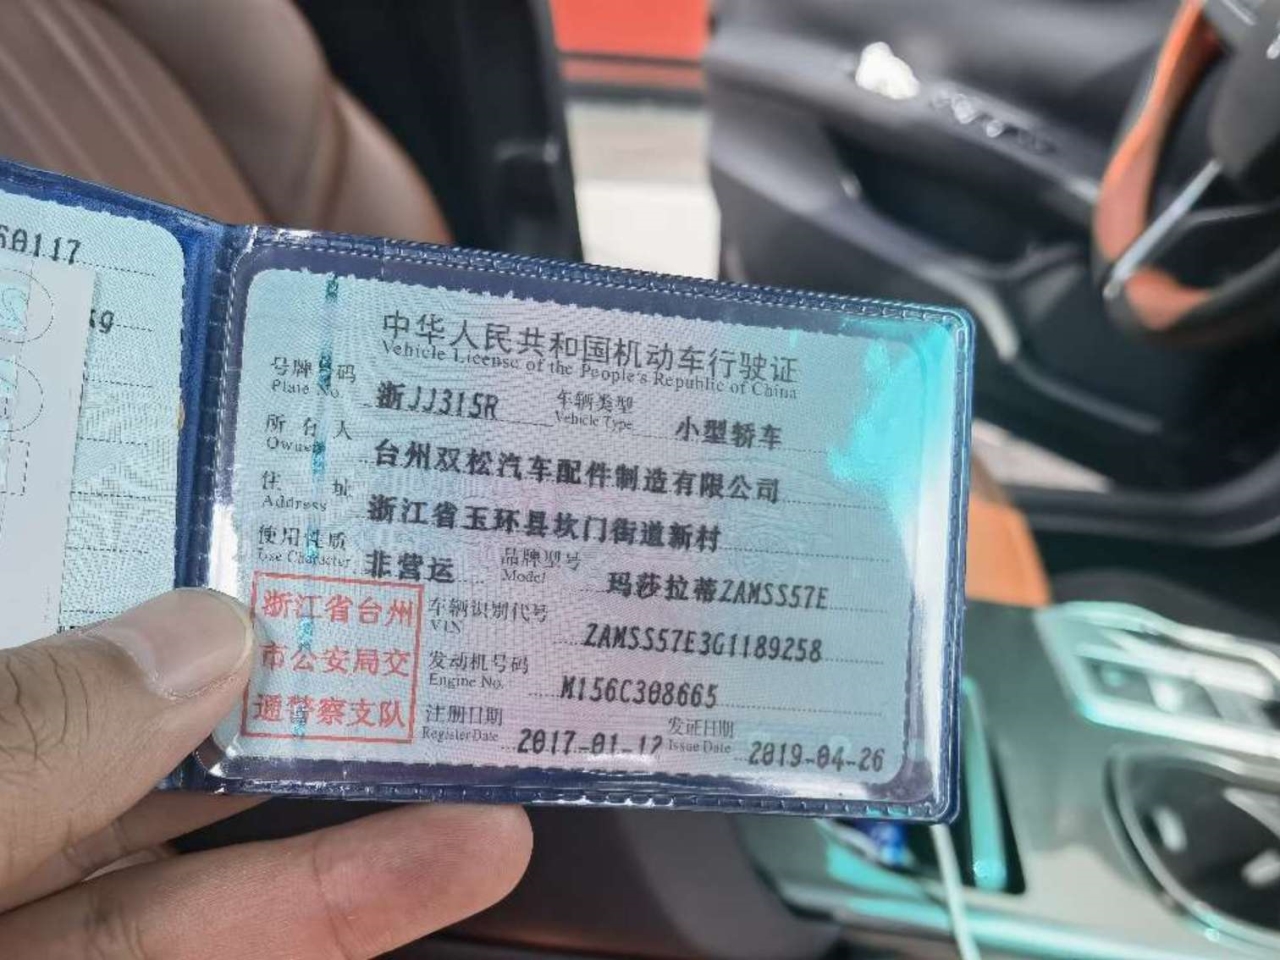 60117
kg
中华人民共和国机动车行驶证
Vehicle License of the People's Republic of China
号牌号码 浙JJ315R 车辆类型 小型轿车
Plate No. Vehicle Type
所有人 台州双松汽车配件制造有限公司
Owner
住址 浙江省玉环县坎门街道新村
Address
使用性质 非营运 品牌型号 玛莎拉蒂ZAMSS57E
Use Character Model
浙江省台州
市公安局交
通警察支队
车辆识别代号 ZAMSS57E3G1189258
VIN
发动机号码 M156C308665
Engine No.
注册日期 2017-01-12 发证日期 2019-04-26
Register Date Issue Date